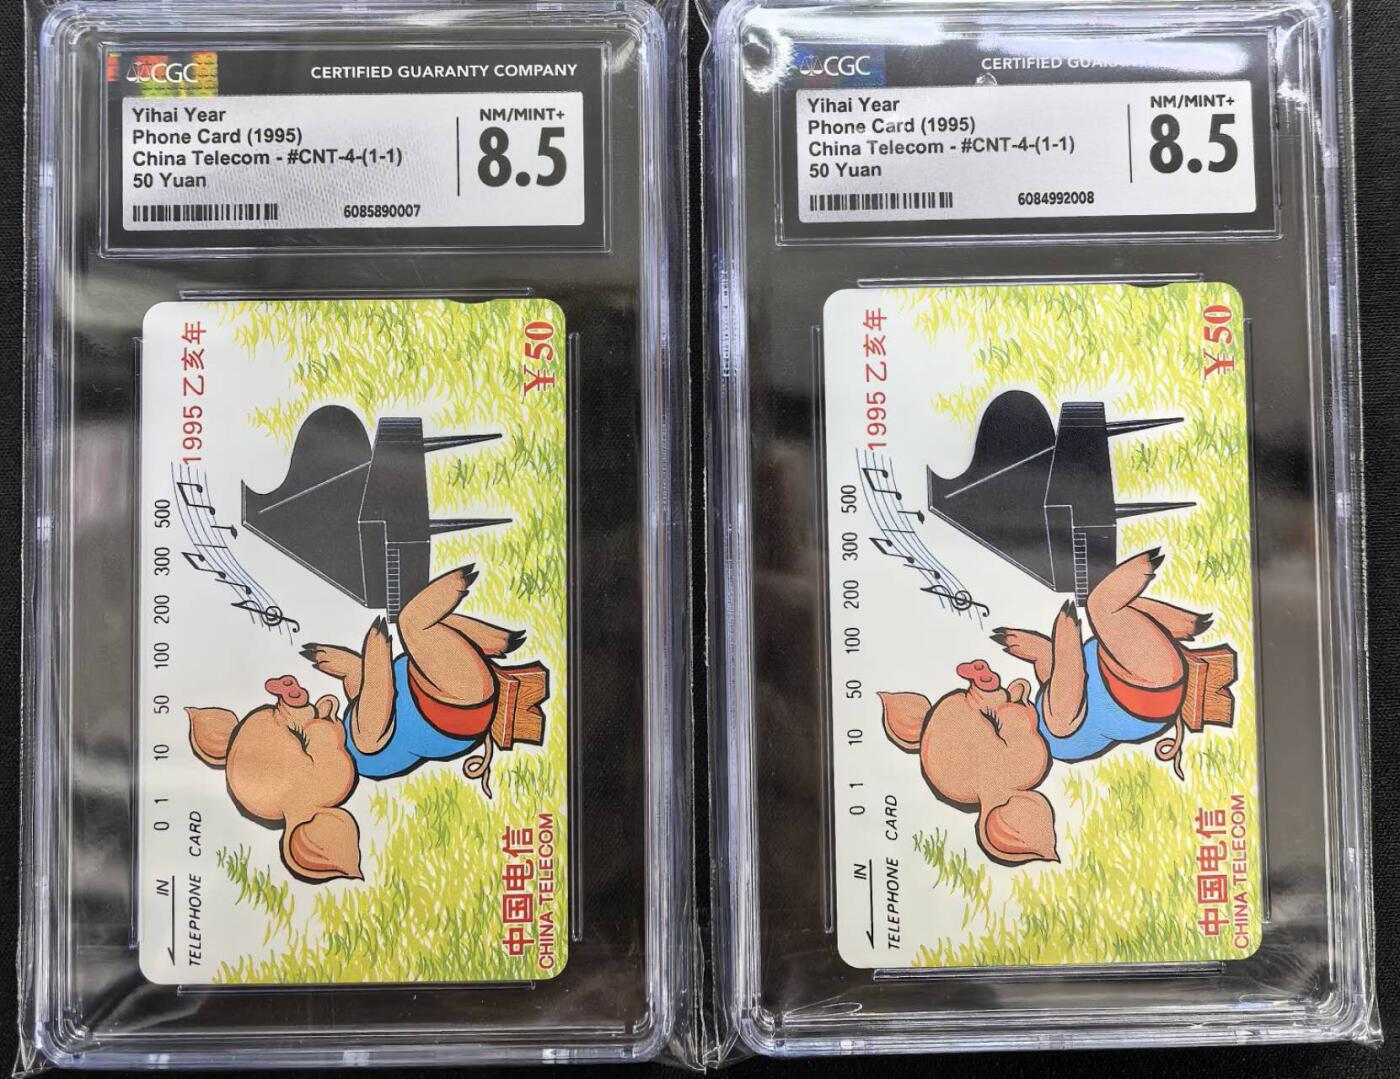 CGC
CERTIFIED GUARANTY COMPANY
Yihai Year
Phone Card (1995)
China Telecom - #CNT-4-(1-1)
50 Yuan
NM/MINT+
8.5
6085890007
1995 乙亥年
¥50
0 1 10 50 100 200 300 500
IN
TELEPHONE CARD
中国电信
CHINA TELECOM
CGC
CERTIFIED
Yihai Year
Phone Card (1995)
China Telecom - #CNT-4-(1-1)
50 Yuan
NM/MINT+
8.5
6084992008
1995 乙亥年
¥50
0 1 10 50 100 200 300 500
IN
TELEPHONE CARD
中国电信
CHINA TELECOM